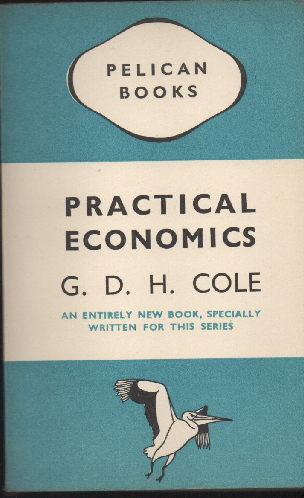 PELICAN
BOOKS
PRACTICAL
ECONOMICS
G. D. H. COLE
AN ENTIRELY NEW BOOK, SPECIALLY
WRITTEN FOR THIS SERIES